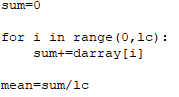 sum=0
for i in range(0,lc):
    sum+=darray[i]
mean=sum/lc